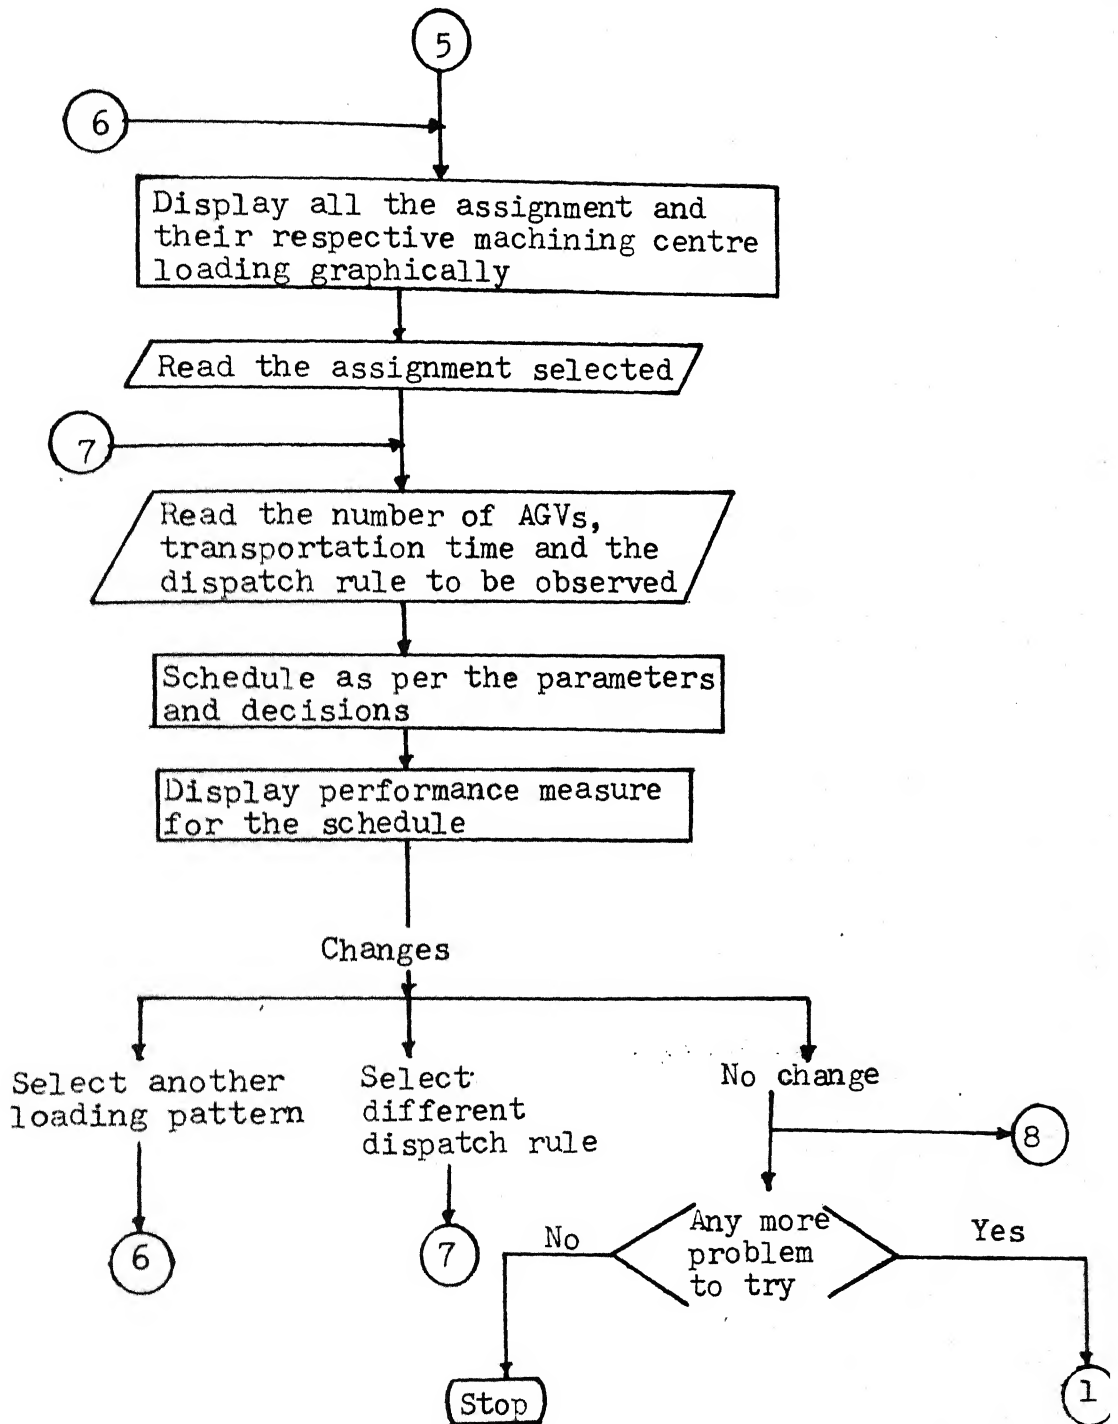 5
6
Display all the assignment and
their respective machining centre
loading graphically
Read the assignment selected
7
Read the number of AGVs,
transportation time and the
dispatch rule to be observed
Schedule as per the parameters
and decisions
Display performance measure
for the schedule
Changes
Select another
loading pattern
Select
different
dispatch rule
No change
8
6
7
No
Any more
problem
to try
Yes
Stop
1